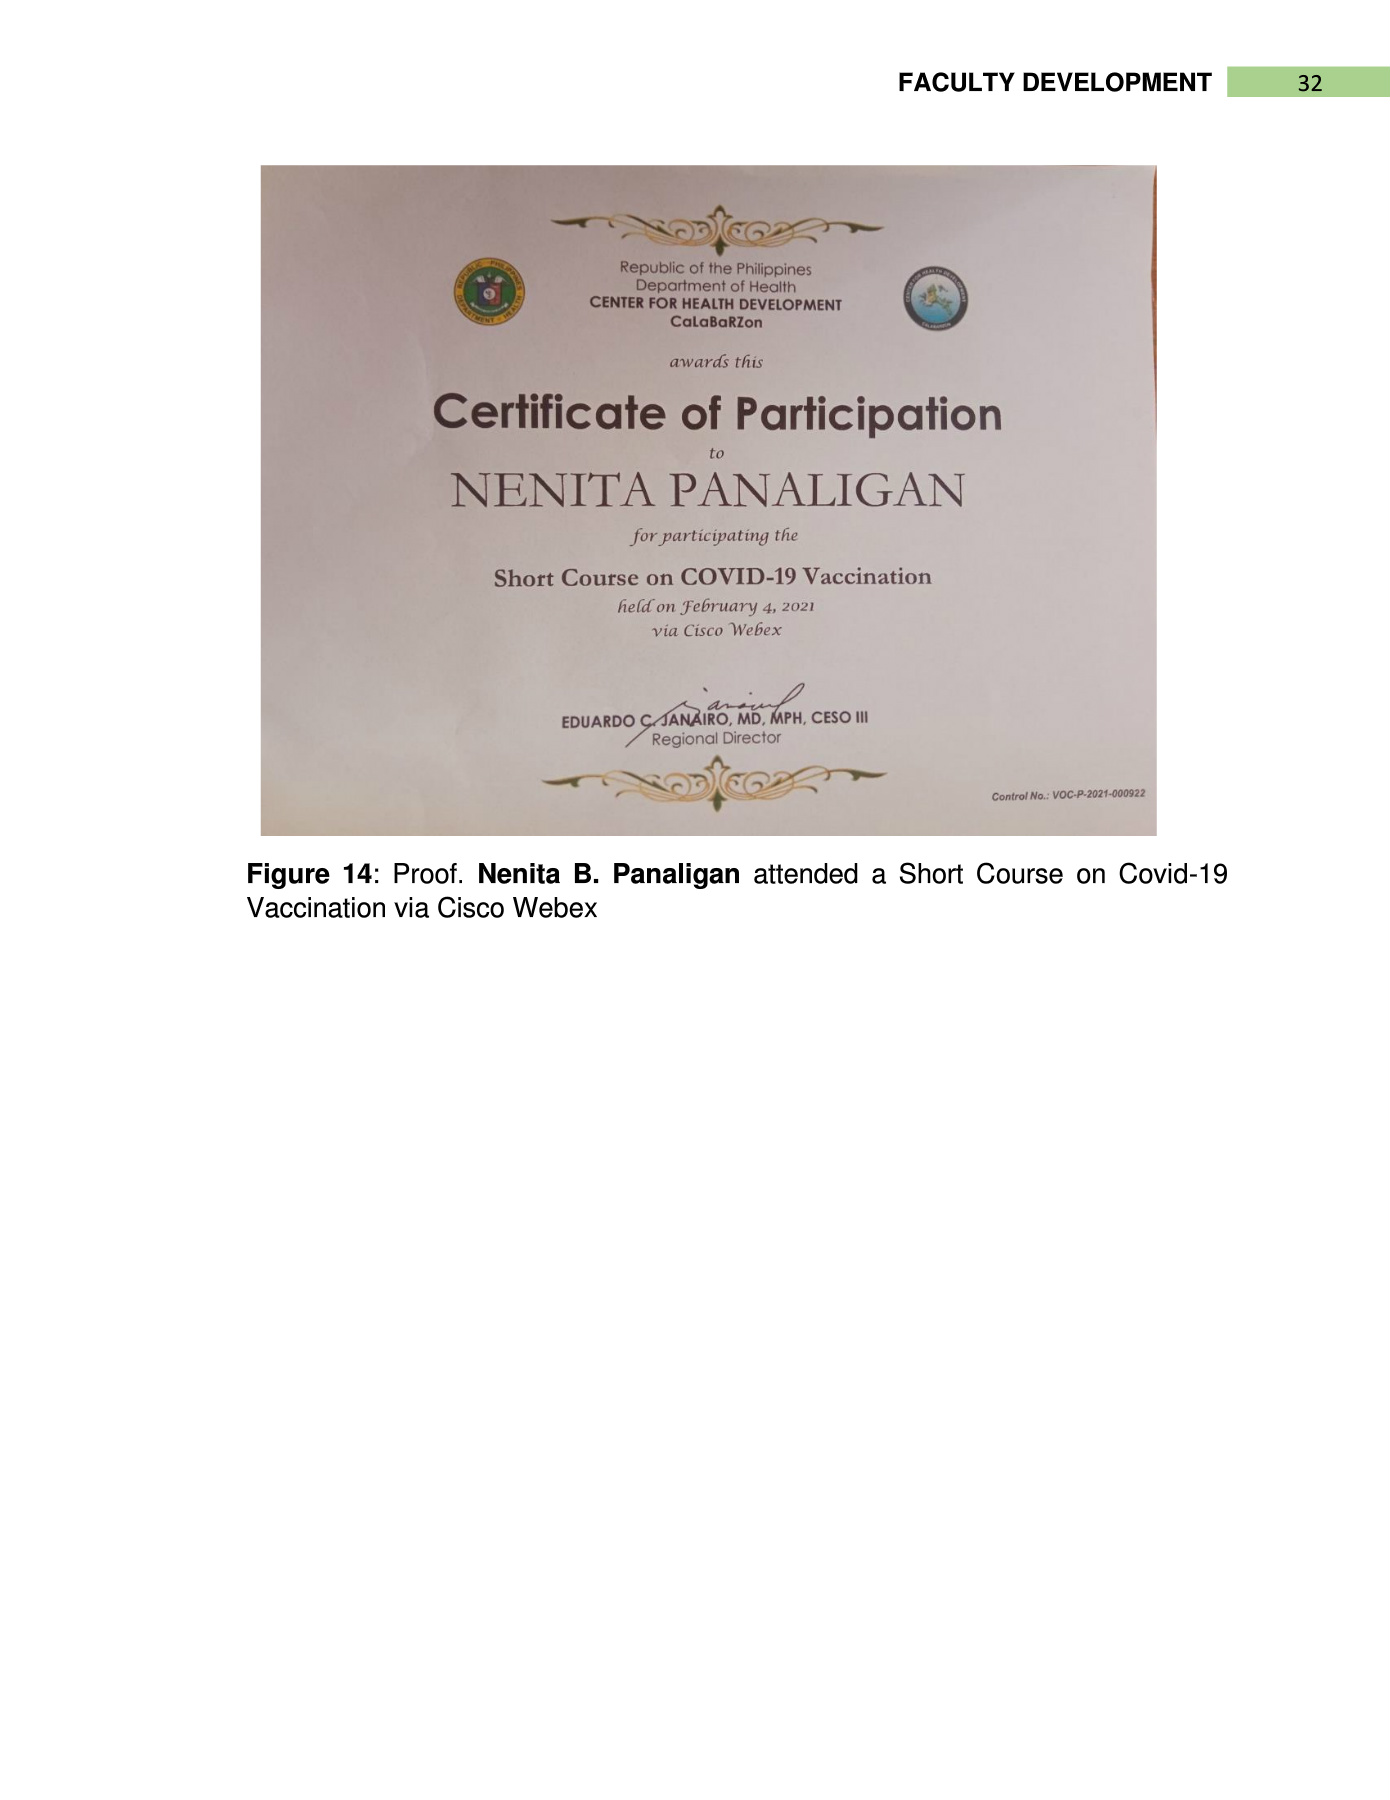 FACULTY DEVELOPMENT 32
Republic of the Philippines
Department of Health
CENTER FOR HEALTH DEVELOPMENT
CaLaBaRZon
awards this
Certificate of Participation
to
NENITA PANALIGAN
for participating the
Short Course on COVID-19 Vaccination
held on February 4, 2021
via Cisco Webex
EDUARDO C. JANAIRO, MD, MPH, CESO III
Regional Director
Control No.: VOC-P-2021-000922
Figure 14: Proof. Nenita B. Panaligan attended a Short Course on Covid-19
Vaccination via Cisco Webex